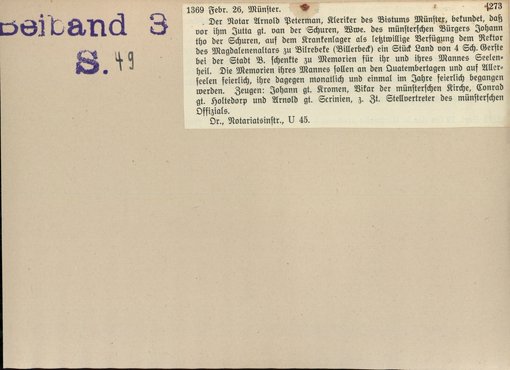 Beiband 3
S. 49
4273
1369 Febr. 26, Münster.
Der Notar Arnold Peterman, Kleriker des Bistums Münster, bekundet, daß
vor ihm Jutta gt. van der Schuren, Wwe. des münsterschen Bürgers Johann
tho der Schuren, auf dem Krankenlager als letztwillige Verfügung dem Rektor
des Magdalenenaltars zu Bilrebeke (Billerbeck) ein Stück Land von 4 Sch. Gerste
bei der Stadt B. schenkte zu Memorien für ihr und ihres Mannes Seelen-
heil. Die Memorien ihres Mannes sollen an den Quatembertagen und auf Aller-
seelen feierlich, ihre dagegen monatlich und einmal im Jahre feierlich begangen
werden. Zeugen: Johann gt. Kromen, Vikar der münsterschen Kirche, Conrad
gt. Holtedorp und Arnold gt. Scrinien, z. Zt. Stellvertreter des münsterschen
Offizials.
Or., Notariatsinstr., U 45.